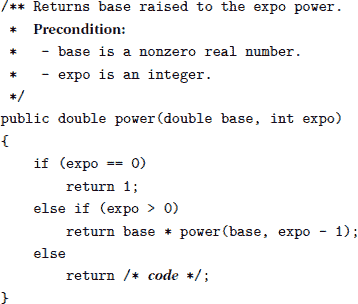 /** Returns base raised to the expo power.
 *  Precondition:
 *   - base is a nonzero real number.
 *   - expo is an integer.
 */
public double power(double base, int expo)
{
    if (expo == 0)
        return 1;
    else if (expo > 0)
        return base * power(base, expo - 1);
    else
        return /* code */;
}